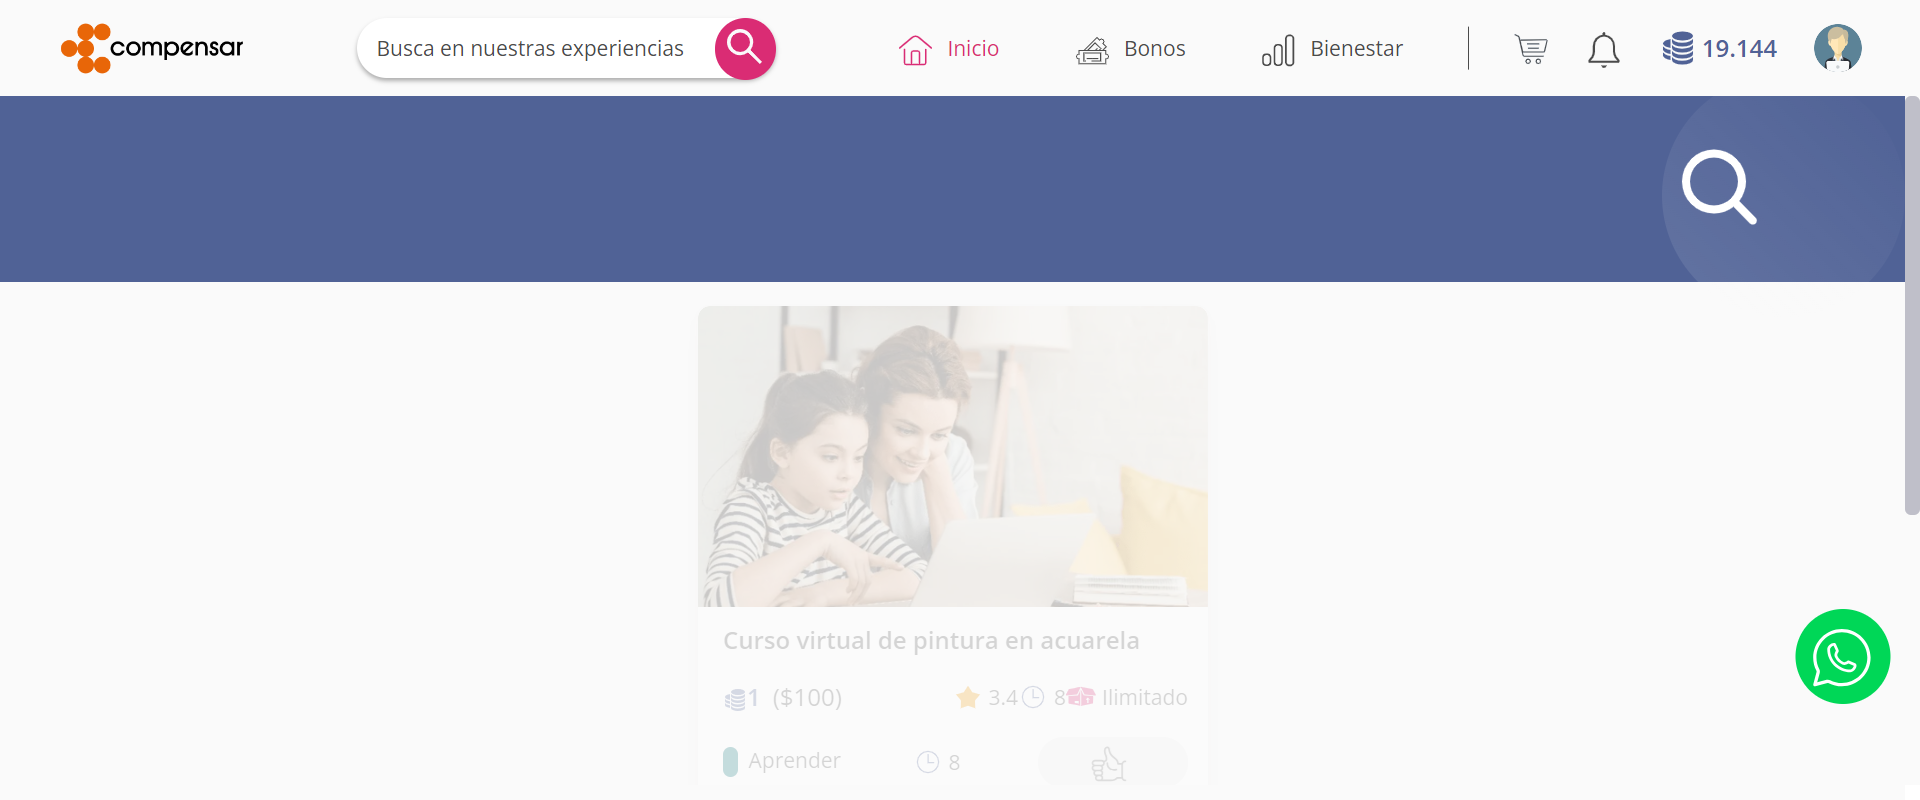 compensar
Busca en nuestras experiencias
Inicio
Bonos
Bienestar
19.144
Curso virtual de pintura en acuarela
1 ($100)
3.4 8 Ilimitado
Aprender
8